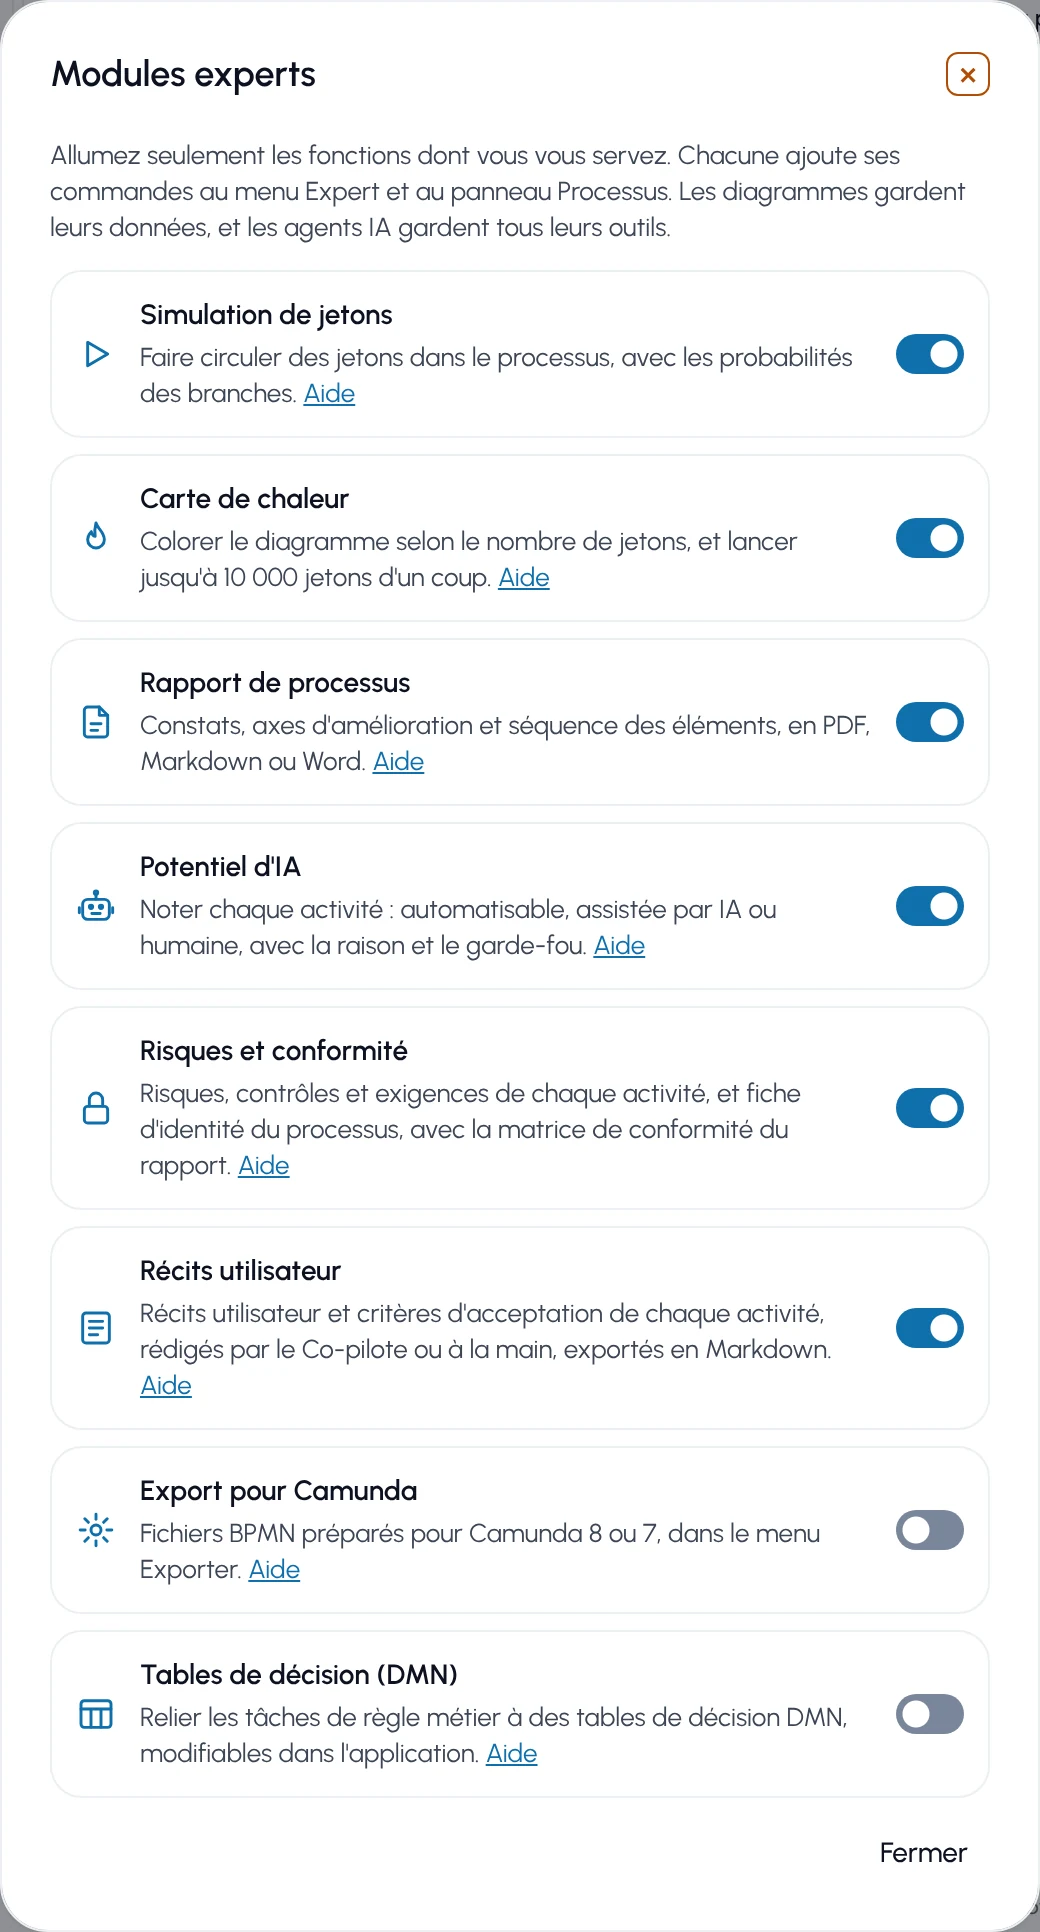 Modules experts
Allumez seulement les fonctions dont vous vous servez. Chacune ajoute ses
commandes au menu Expert et au panneau Processus. Les diagrammes gardent
leurs données, et les agents IA gardent tous leurs outils.
Simulation de jetons
Faire circuler des jetons dans le processus, avec les probabilités
des branches. Aide
Carte de chaleur
Colorer le diagramme selon le nombre de jetons, et lancer
jusqu'à 10 000 jetons d'un coup. Aide
Rapport de processus
Constats, axes d'amélioration et séquence des éléments, en PDF,
Markdown ou Word. Aide
Potentiel d'IA
Noter chaque activité : automatisable, assistée par IA ou
humaine, avec la raison et le garde-fou. Aide
Risques et conformité
Risques, contrôles et exigences de chaque activité, et fiche
d'identité du processus, avec la matrice de conformité du
rapport. Aide
Récits utilisateur
Récits utilisateur et critères d'acceptation de chaque activité,
rédigés par le Co-pilote ou à la main, exportés en Markdown.
Aide
Export pour Camunda
Fichiers BPMN préparés pour Camunda 8 ou 7, dans le menu
Exporter. Aide
Tables de décision (DMN)
Relier les tâches de règle métier à des tables de décision DMN,
modifiables dans l'application. Aide
Fermer